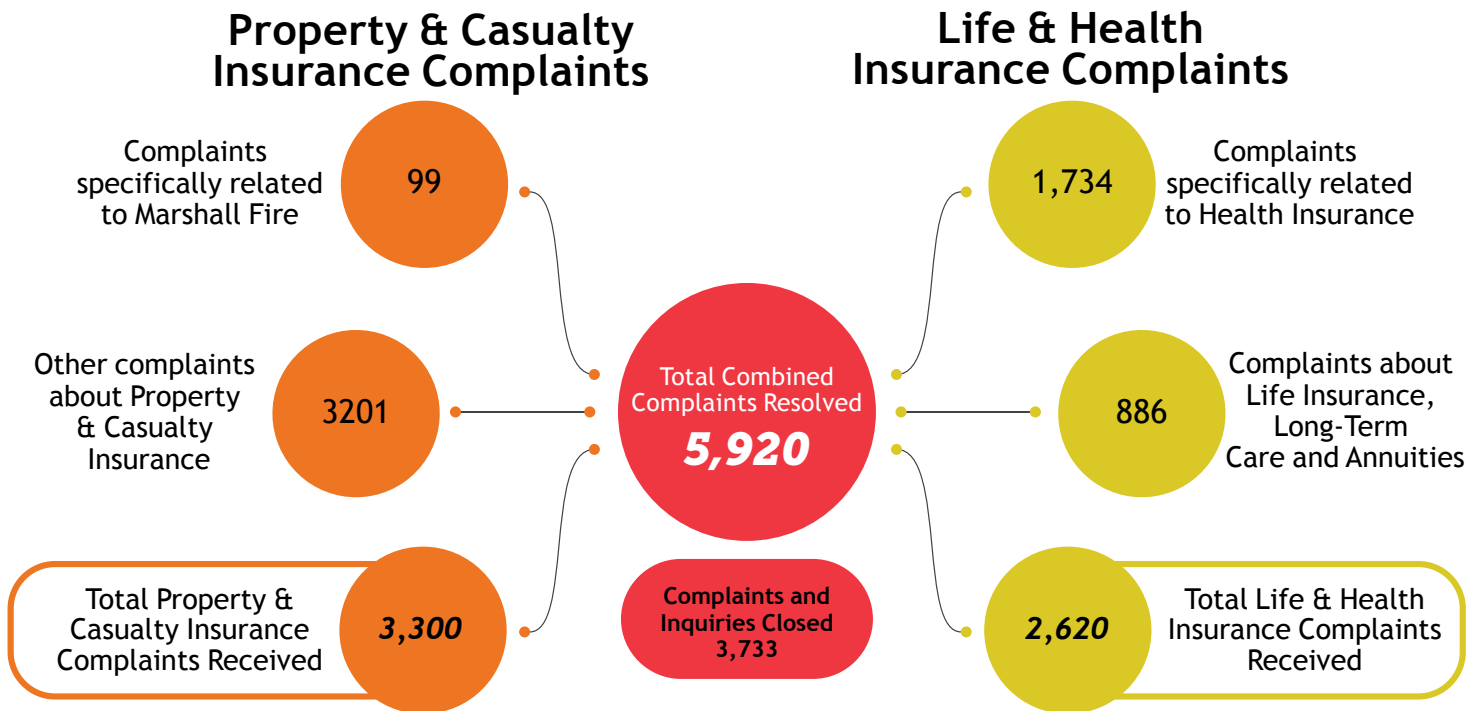 Property & Casualty
Insurance Complaints
Complaints
specifically related
to Marshall Fire
99
Other complaints
about Property
& Casualty
Insurance
3201
Total Property &
Casualty Insurance
Complaints Received
3,300
Total Combined
Complaints Resolved
5,920
Complaints and
Inquiries Closed
3,733
Life & Health
Insurance Complaints
1,734
Complaints
specifically related
to Health Insurance
886
Complaints about
Life Insurance,
Long-Term
Care and Annuities
2,620
Total Life & Health
Insurance Complaints
Received